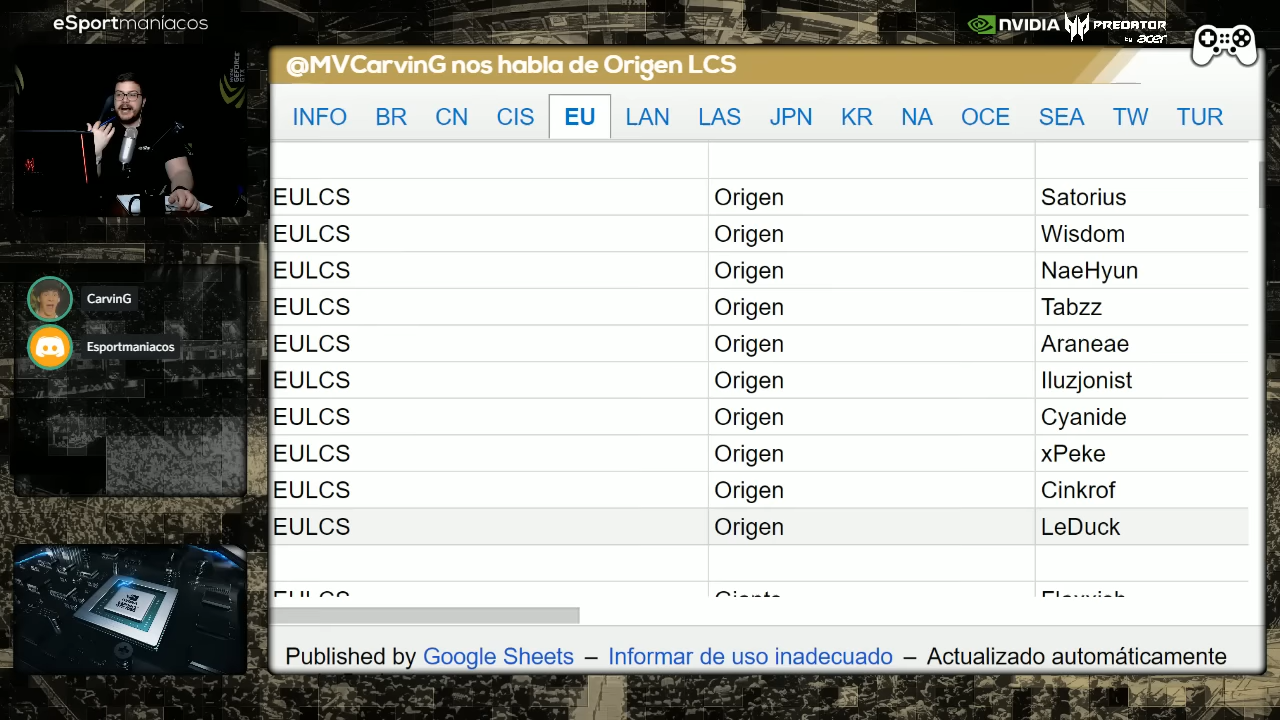 eSportmaníacos
NVIDIA PREDATOR
by acer
@MVCarvinG nos habla de Origen LCS
INFO BR CN CIS EU LAN LAS JPN KR NA OCE SEA TW TUR
EULCS Origen Satorius
EULCS Origen Wisdom
EULCS Origen NaeHyun
EULCS Origen Tabzz
EULCS Origen Araneae
EULCS Origen Iluzjonist
EULCS Origen Cyanide
EULCS Origen xPeke
EULCS Origen Cinkrof
EULCS Origen LeDuck
EULCS Giants
Published by Google Sheets – Informar de uso inadecuado – Actualizado automáticamente
CarvinG
Esportmaniacos